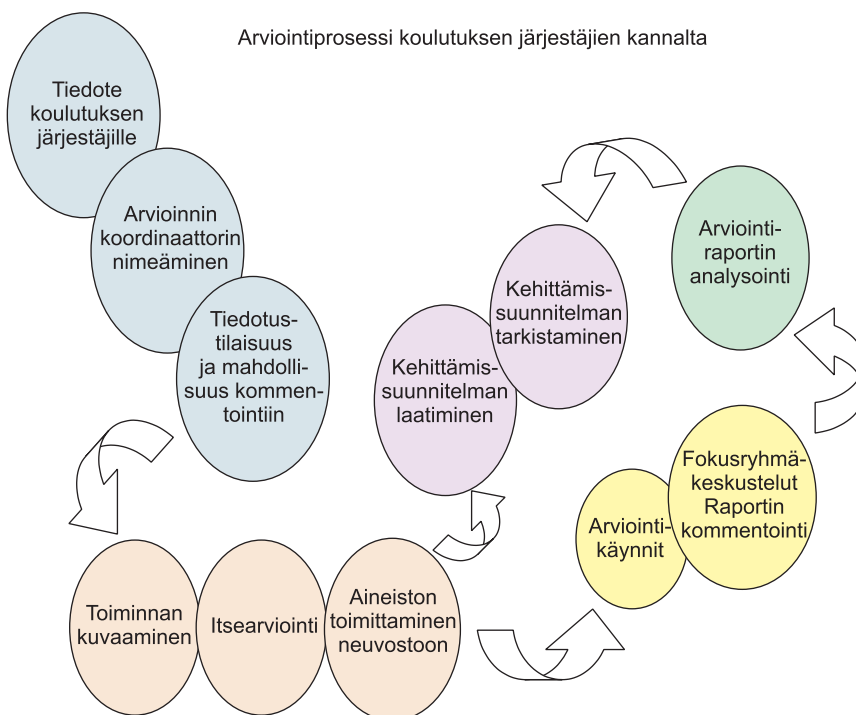 Arviointiprosessi koulutuksen järjestäjien kannalta
Tiedote
koulutuksen
järjestäjille
Arvioinnin
koordinaattorin
nimeäminen
Tiedotus-
tilaisuus
ja mahdolli-
suus kommen-
tointiin
Toiminnan
kuvaaminen
Itsearviointi
Aineiston
toimittaminen
neuvostoon
Kehittämis-
suunnitelman
laatiminen
Kehittämis-
suunnitelman
tarkistaminen
Arviointi-
käynnit
Fokusryhmä-
keskustelut
Raportin
kommentointi
Arviointi-
raportin
analysointi